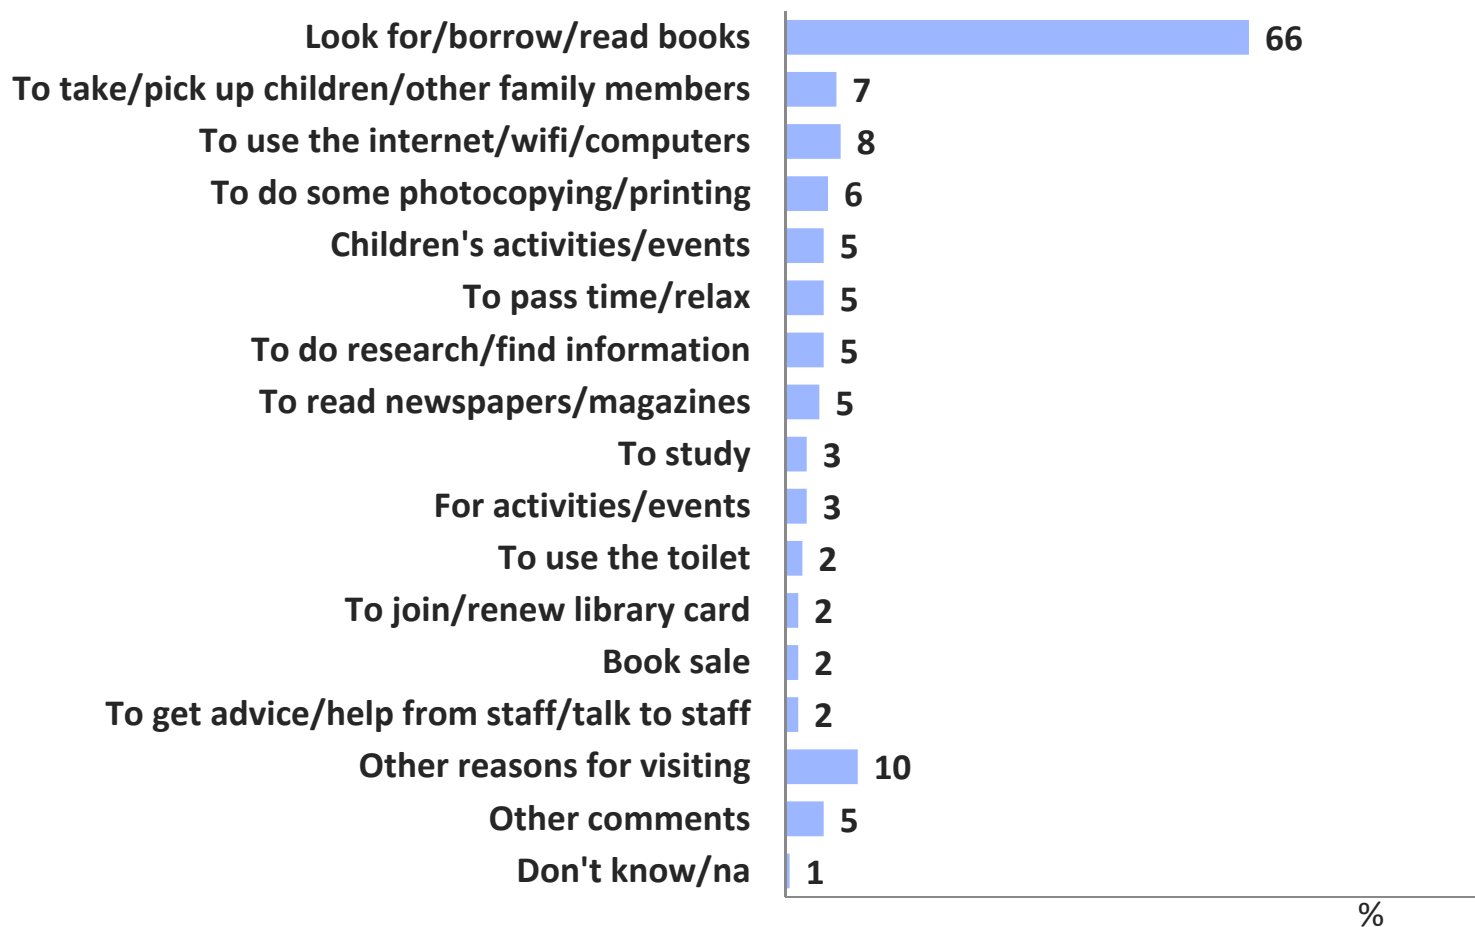 Look for/borrow/read books 66
To take/pick up children/other family members 7
To use the internet/wifi/computers 8
To do some photocopying/printing 6
Children's activities/events 5
To pass time/relax 5
To do research/find information 5
To read newspapers/magazines 5
To study 3
For activities/events 3
To use the toilet 2
To join/renew library card 2
Book sale 2
To get advice/help from staff/talk to staff 2
Other reasons for visiting 10
Other comments 5
Don't know/na 1
%